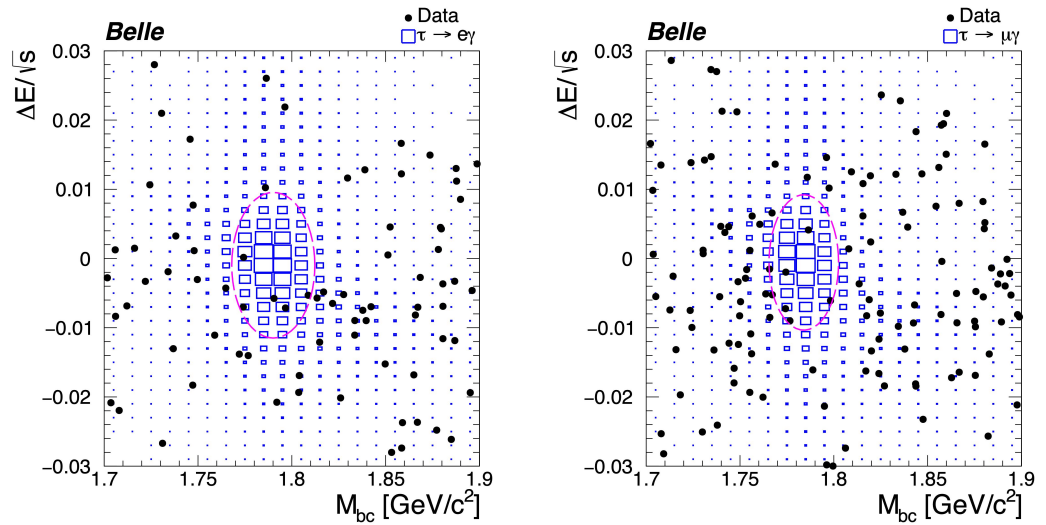 Belle
Data
τ → eγ
ΔE/√s
0.03
0.02
0.01
0
−0.01
−0.02
−0.03
1.7
1.75
1.8
1.85
1.9
M_bc [GeV/c²]
Belle
Data
τ → μγ
ΔE/√s
0.03
0.02
0.01
0
−0.01
−0.02
−0.03
1.7
1.75
1.8
1.85
1.9
M_bc [GeV/c²]